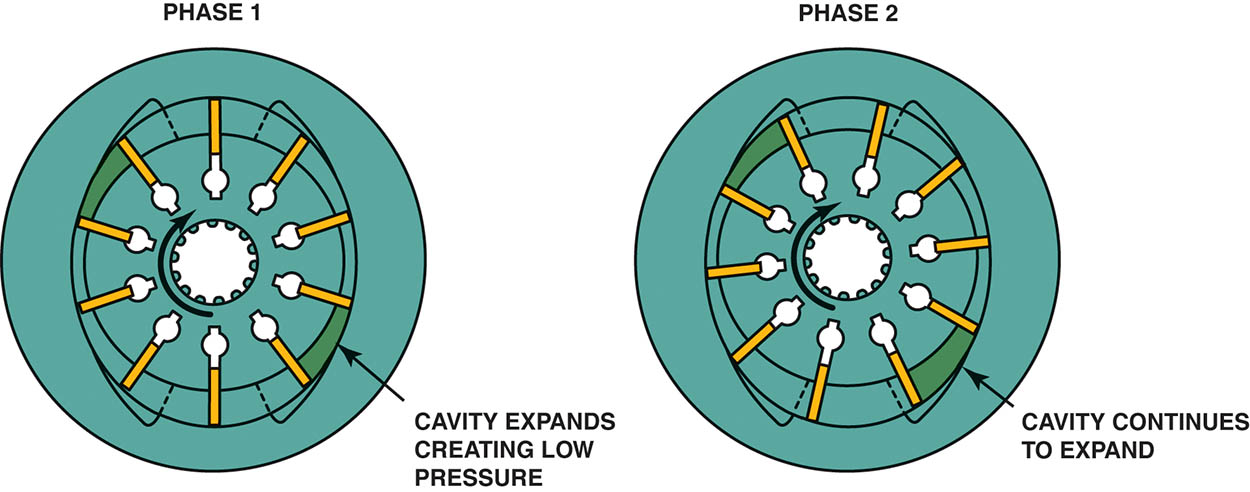 PHASE 1
PHASE 2
CAVITY EXPANDS
CREATING LOW
PRESSURE
CAVITY CONTINUES
TO EXPAND